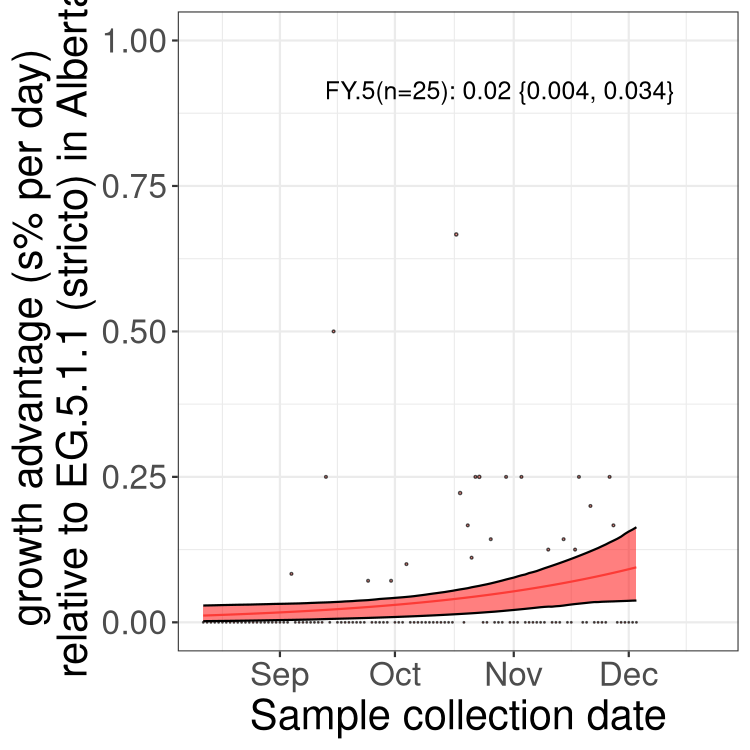 growth advantage (s% per day)
relative to EG.5.1.1 (stricto) in Alberta
1.00
0.75
0.50
0.25
0.00
FY.5(n=25): 0.02 {0.004, 0.034}
Sep Oct Nov Dec
Sample collection date